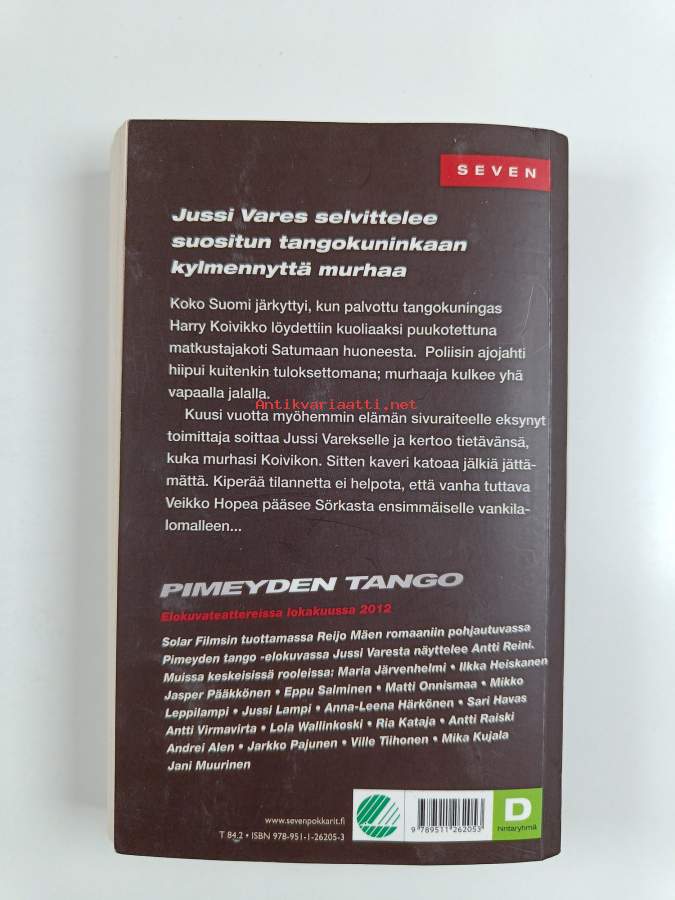 SEVEN
Jussi Vares selvittelee
suositun tangokuninkaan
kylmennyttä murhaa
Koko Suomi järkyttyi, kun palvottu tangokuningas
Harry Koivikko löydettiin kuoliaaksi puukotettuna
matkustajakoti Satumaan huoneesta. Poliisin ajojahti
hiipui kuitenkin tuloksettomana; murhaaja kulkee yhä
vapaalla jalalla.
Antikvariaatti.net
Kuusi vuotta myöhemmin elämän sivuraiteelle eksynyt
toimittaja soittaa Jussi Varekselle ja kertoo tietävänsä,
kuka murhasi Koivikon. Sitten kaveri katoaa jälkiä jättä-
mättä. Kiperää tilannetta ei helpota, että vanha tuttava
Veikko Hopea pääsee Sörkasta ensimmäiselle vankila-
lomalleen...
PIMEYDEN TANGO
Elokuvateattereissa lokakuussa 2012
Solar Filmsin tuottamassa Reijo Mäen romaaniin pohjautuvassa
Pimeyden tango -elokuvassa Jussi Varesta näyttelee Antti Reini.
Muissa keskeisissä rooleissa: Maria Järvenhelmi • Ilkka Heiskanen
Jasper Pääkkönen • Eppu Salminen • Matti Onnismaa • Mikko
Leppilampi • Jussi Lampi • Anna-Leena Härkönen • Sari Havas
Antti Virmavirta • Lola Wallinkoski • Ria Kataja • Antti Raiski
Andrei Alen • Jarkko Pajunen • Ville Tiihonen • Mika Kujala
Jani Muurinen
www.sevenpokkarit.fi
T 84.2 • ISBN 978-951-1-26205-3
9 789511 262053
D
hintaryhmä